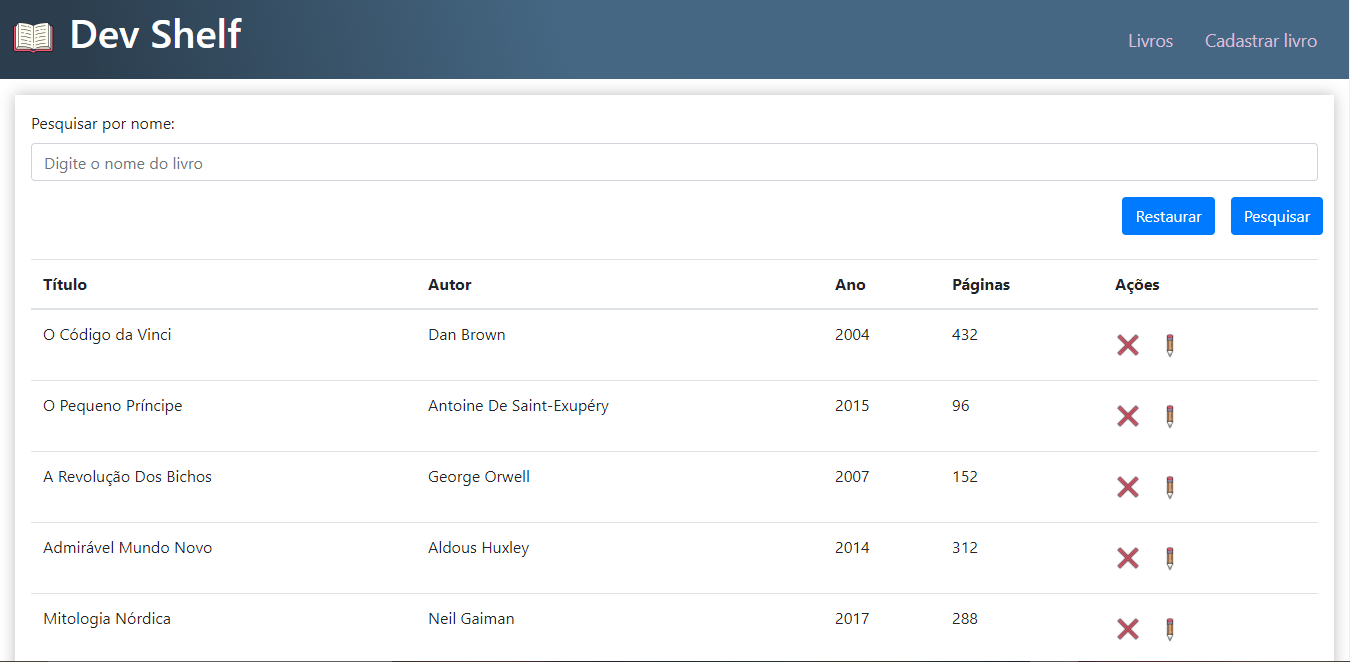 Dev Shelf
Livros Cadastrar livro
Pesquisar por nome:
Digite o nome do livro
Restaurar Pesquisar
Título Autor Ano Páginas Ações
O Código da Vinci Dan Brown 2004 432
O Pequeno Príncipe Antoine De Saint-Exupéry 2015 96
A Revolução Dos Bichos George Orwell 2007 152
Admirável Mundo Novo Aldous Huxley 2014 312
Mitologia Nórdica Neil Gaiman 2017 288